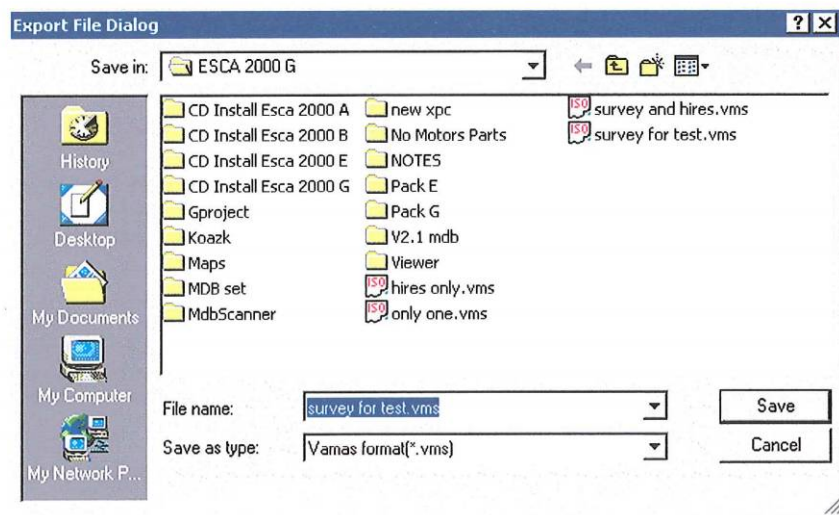 Export File Dialog
? X
Save in: ESCA 2000 G
History
Desktop
My Documents
My Computer
My Network P...
CD Install Esca 2000 A
CD Install Esca 2000 B
CD Install Esca 2000 E
CD Install Esca 2000 G
Gproject
Koazk
Maps
MDB set
MdbScanner
new xpc
No Motors Parts
NOTES
Pack E
Pack G
V2.1 mdb
Viewer
ISO hires only.vms
ISO only one.vms
ISO survey and hires.vms
ISO survey for test.vms
File name: survey for test.vms
Save
Save as type: Vamas format(*.vms)
Cancel